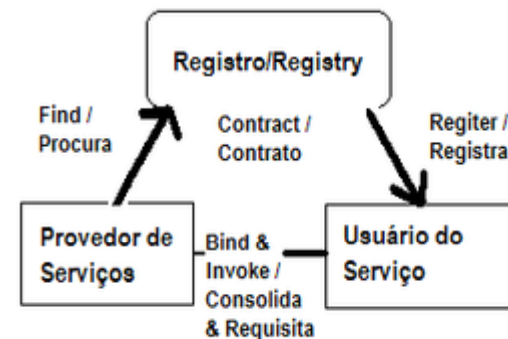 Registro/Registry
Find /
Procura
Contract /
Contrato
Regiter /
Registra
Provedor de
Serviços
Bind &
Invoke /
Consolida
& Requisita
Usuário do
Serviço